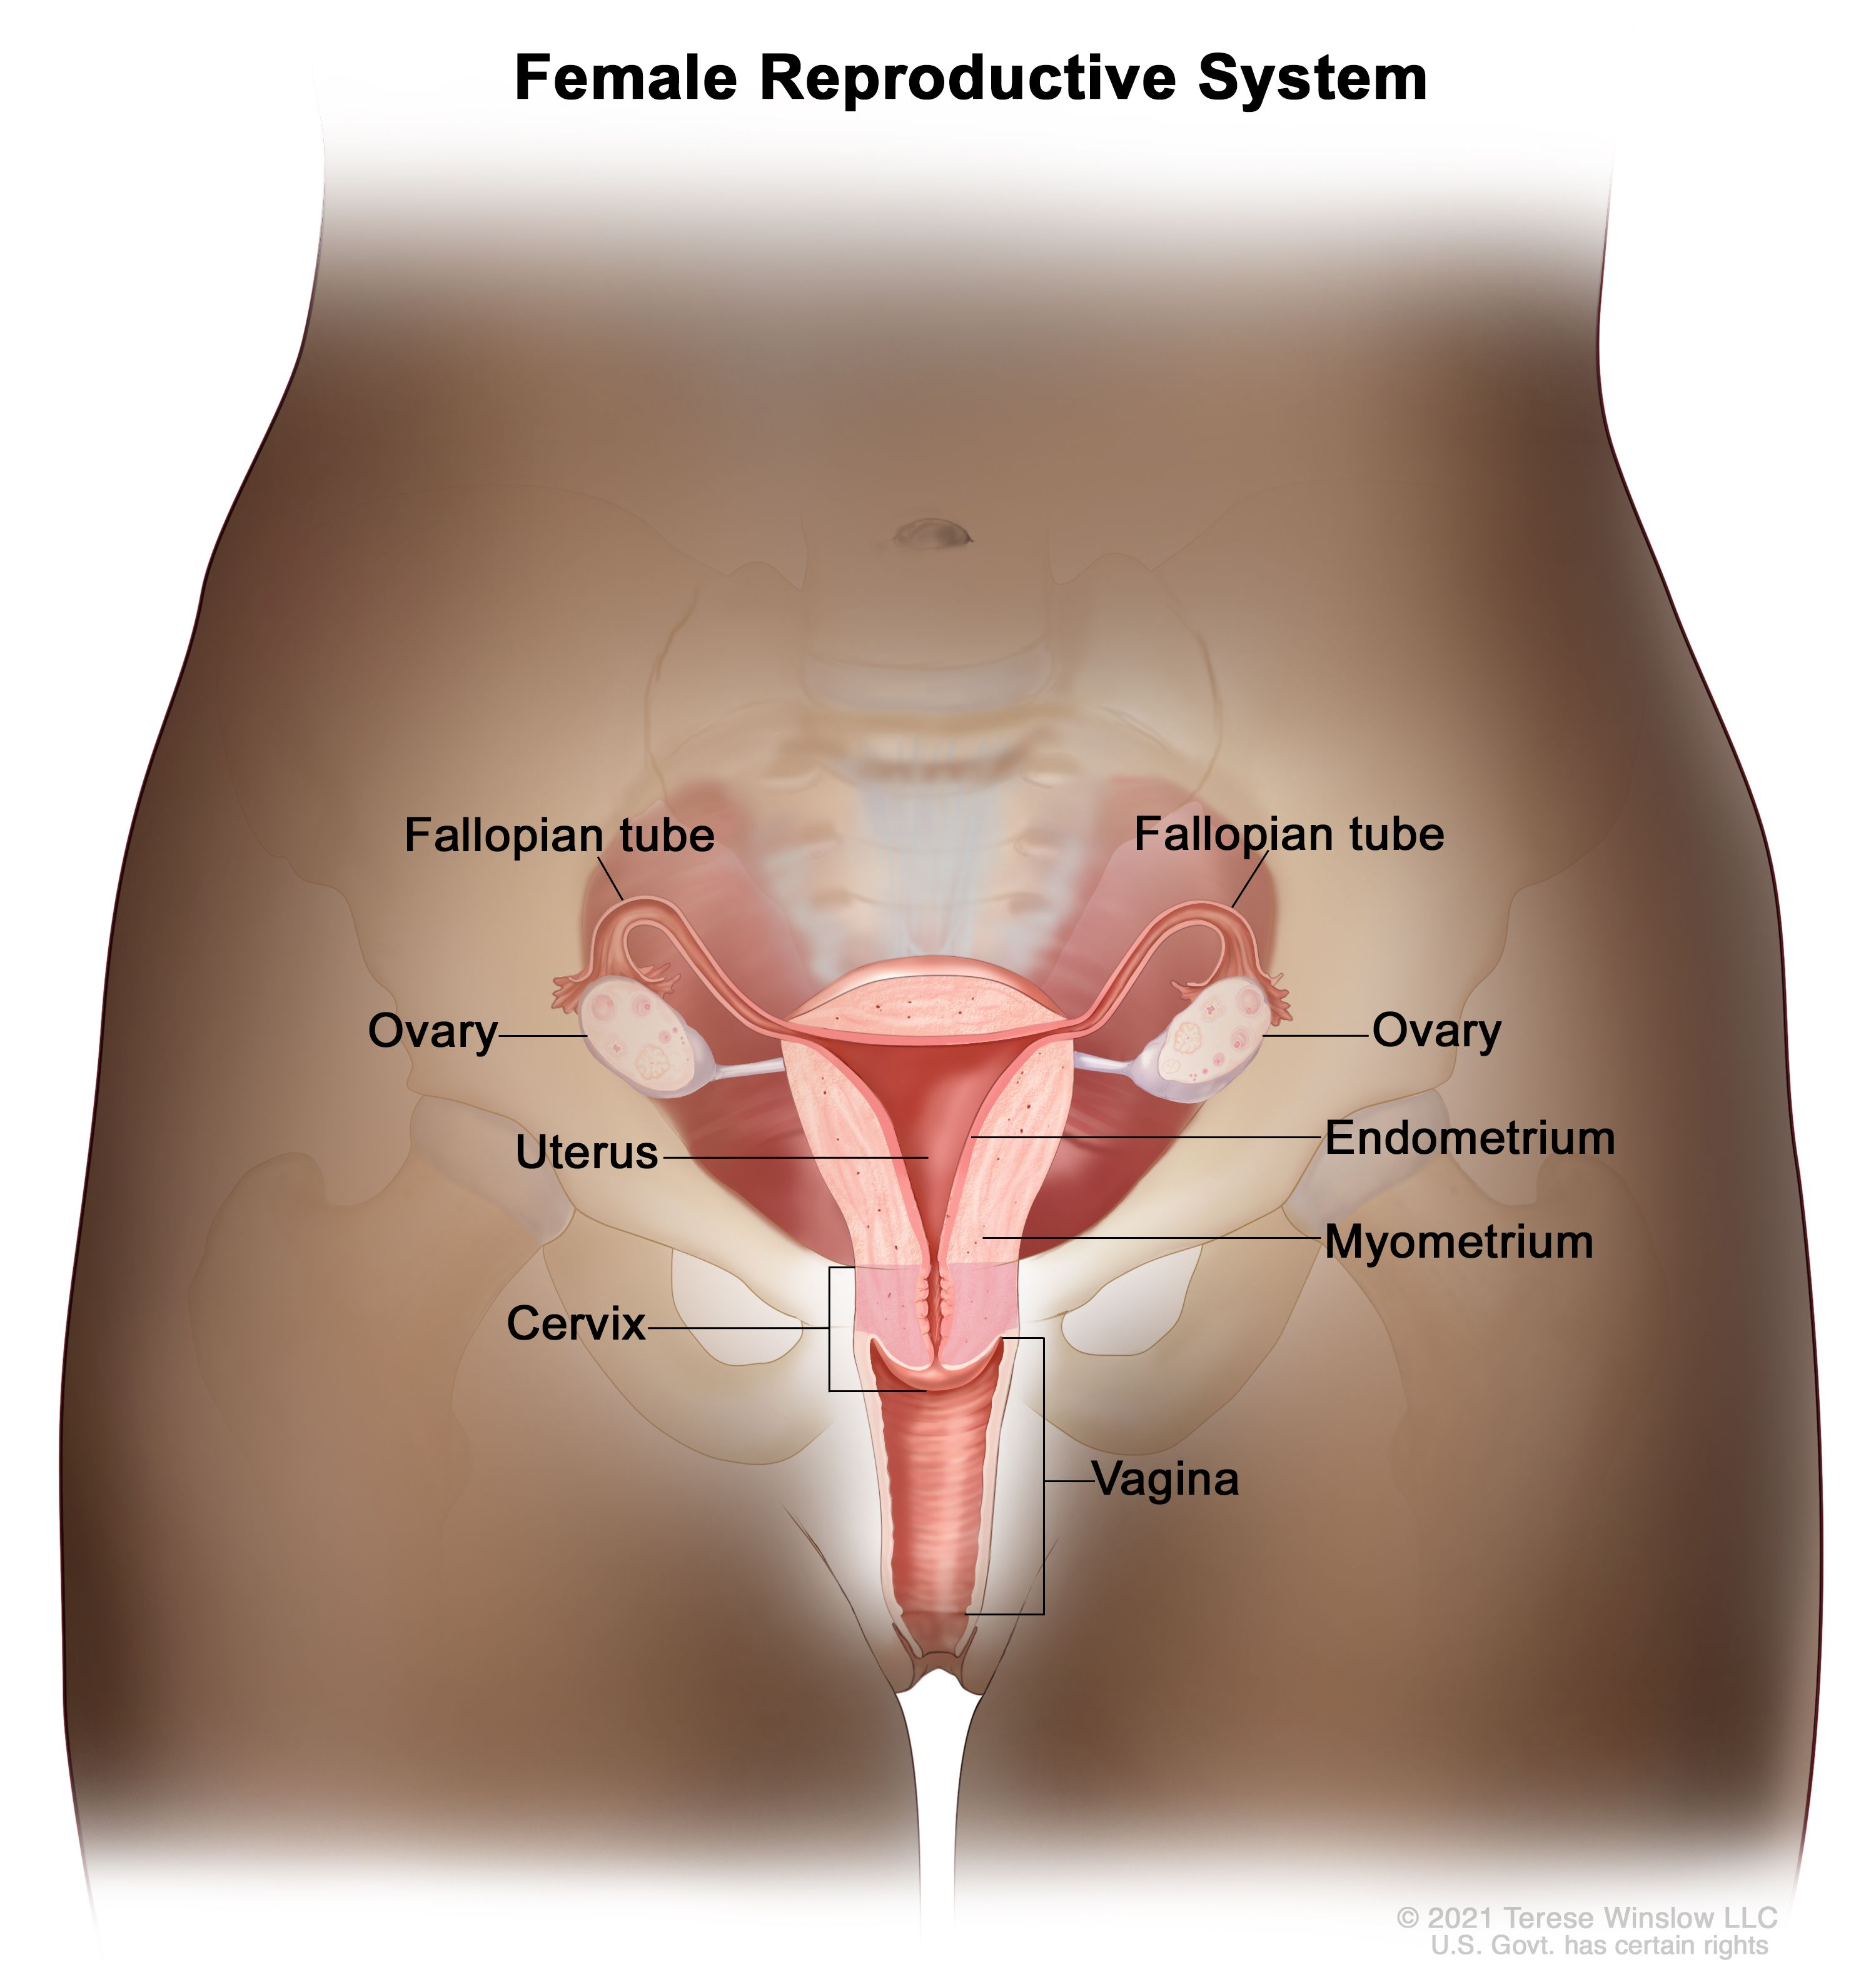 Female Reproductive System
Fallopian tube
Fallopian tube
Ovary
Ovary
Uterus
Endometrium
Myometrium
Cervix
Vagina
© 2021 Terese Winslow LLC
U.S. Govt. has certain rights